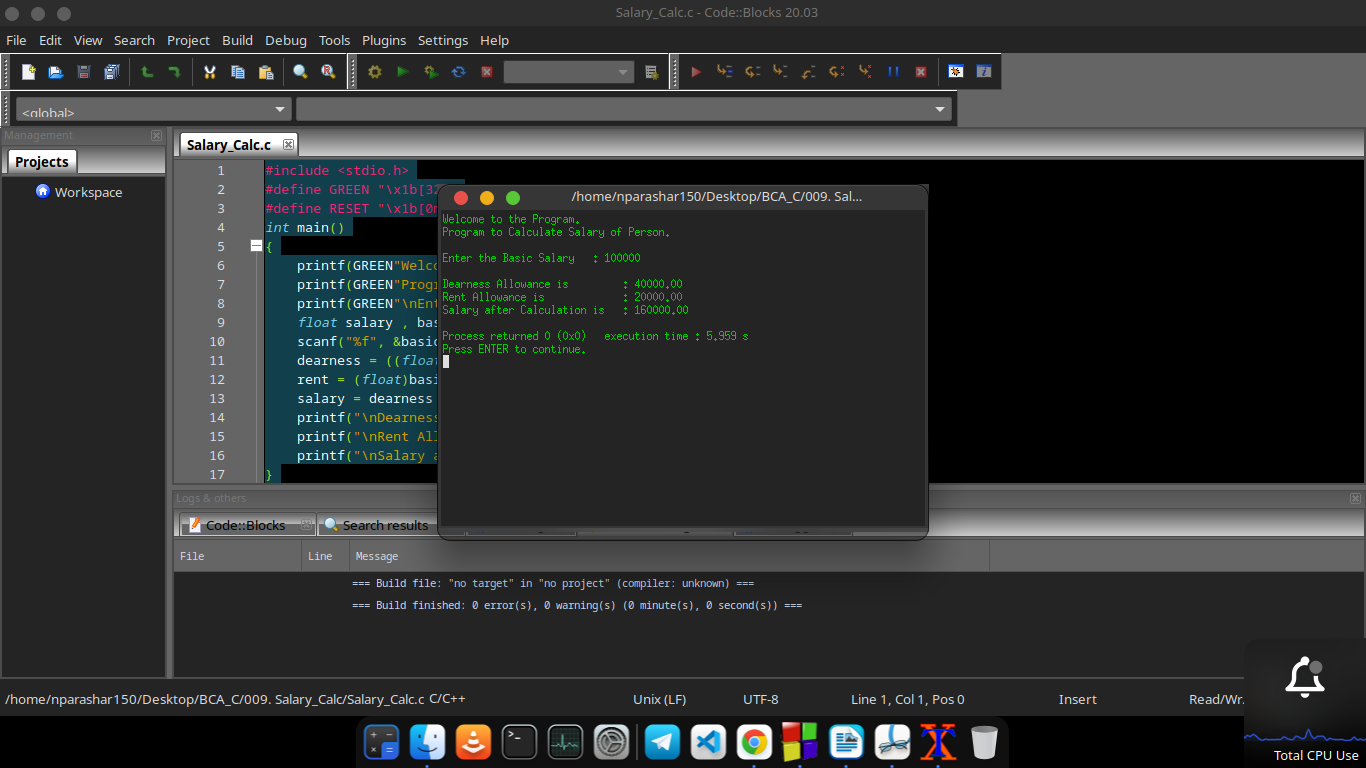 Salary_Calc.c - Code::Blocks 20.03
File Edit View Search Project Build Debug Tools Plugins Settings Help
<global>
Management
Projects
Workspace
Salary_Calc.c
1 #include <stdio.h>
2 #define GREEN "\x1b[32
3 #define RESET "\x1b[0m
4 int main()
5 {
6 printf(GREEN"Welco
7 printf(GREEN"Progr
8 printf(GREEN"\nEnt
9 float salary , bas
10 scanf("%f", &basic
11 dearness = ((float
12 rent = (float)basi
13 salary = dearness
14 printf("\nDearness
15 printf("\nRent All
16 printf("\nSalary a
17 }
/home/nparashar150/Desktop/BCA_C/009. Sal...
Welcome to the Program.
Program to Calculate Salary of Person.
Enter the Basic Salary : 100000
Dearness Allowance is : 40000.00
Rent Allowance is : 20000.00
Salary after Calculation is : 160000.00
Process returned 0 (0x0) execution time : 5.959 s
Press ENTER to continue.
Logs & others
Code::Blocks
Search results
File Line Message
=== Build file: "no target" in "no project" (compiler: unknown) ===
=== Build finished: 0 error(s), 0 warning(s) (0 minute(s), 0 second(s)) ===
/home/nparashar150/Desktop/BCA_C/009. Salary_Calc/Salary_Calc.c C/C++ Unix (LF) UTF-8 Line 1, Col 1, Pos 0 Insert Read/Wr.
Total CPU Use